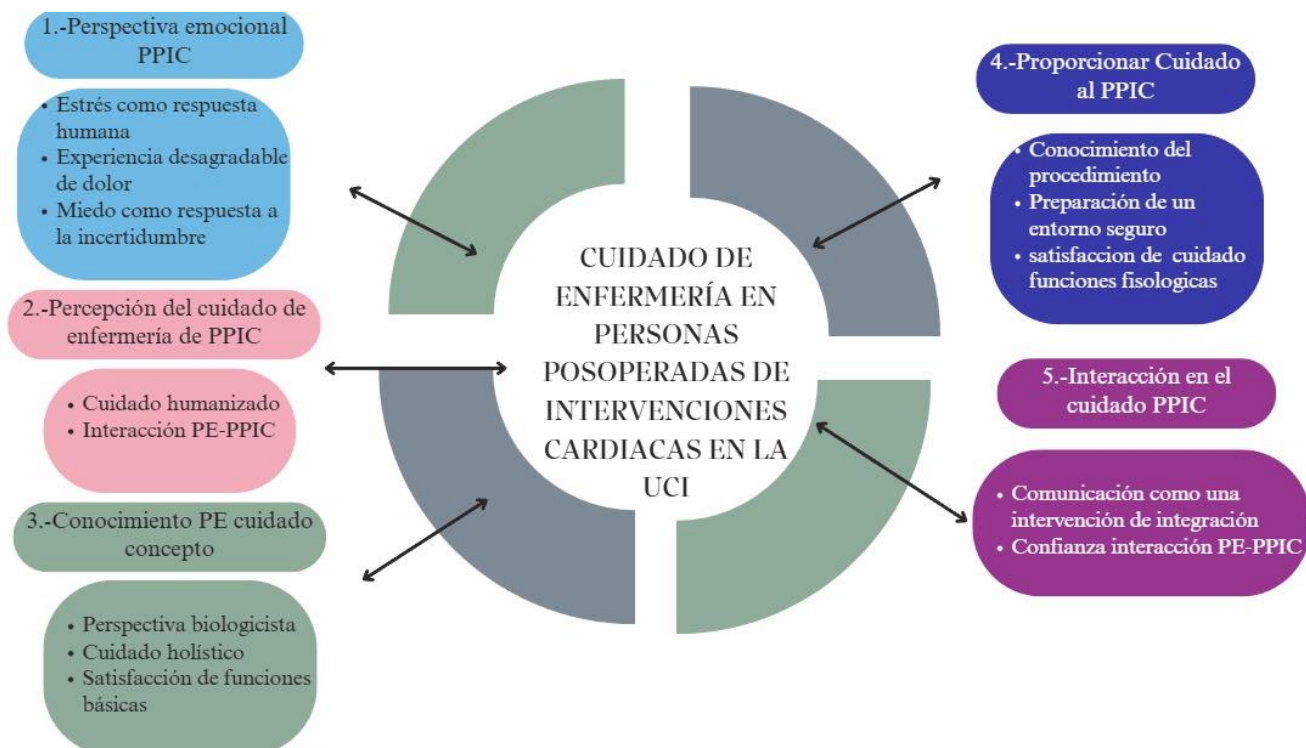 1.-Perspectiva emocional
PPIC
• Estrés como respuesta
humana
• Experiencia desagradable
de dolor
• Miedo como respuesta a
la incertidumbre
2.-Percepción del cuidado de
enfermería de PPIC
• Cuidado humanizado
• Interacción PE-PPIC
3.-Conocimiento PE cuidado
concepto
• Perspectiva biologicista
• Cuidado holístico
• Satisfacción de funciones
básicas
CUIDADO DE
ENFERMERÍA EN
PERSONAS
POSOPERADAS DE
INTERVENCIONES
CARDIACAS EN LA
UCI
4.-Proporcionar Cuidado
al PPIC
• Conocimiento del
procedimiento
• Preparación de un
entorno seguro
• satisfaccion de cuidado
funciones fisologicas
5.-Interacción en el
cuidado PPIC
• Comunicación como una
intervención de integración
• Confianza interacción PE-PPIC